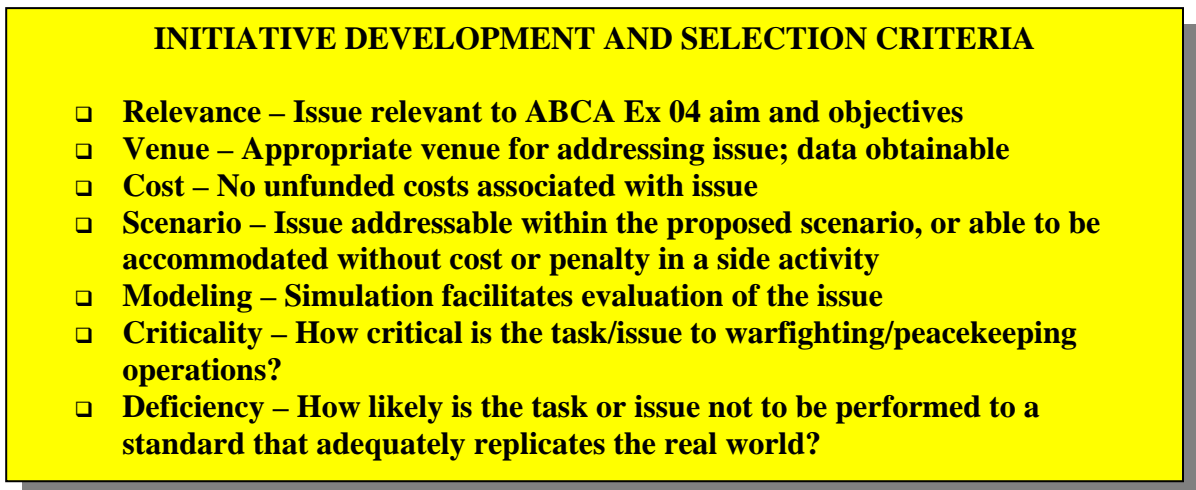 INITIATIVE DEVELOPMENT AND SELECTION CRITERIA
❑ Relevance – Issue relevant to ABCA Ex 04 aim and objectives
❑ Venue – Appropriate venue for addressing issue; data obtainable
❑ Cost – No unfunded costs associated with issue
❑ Scenario – Issue addressable within the proposed scenario, or able to be
accommodated without cost or penalty in a side activity
❑ Modeling – Simulation facilitates evaluation of the issue
❑ Criticality – How critical is the task/issue to warfighting/peacekeeping
operations?
❑ Deficiency – How likely is the task or issue not to be performed to a
standard that adequately replicates the real world?